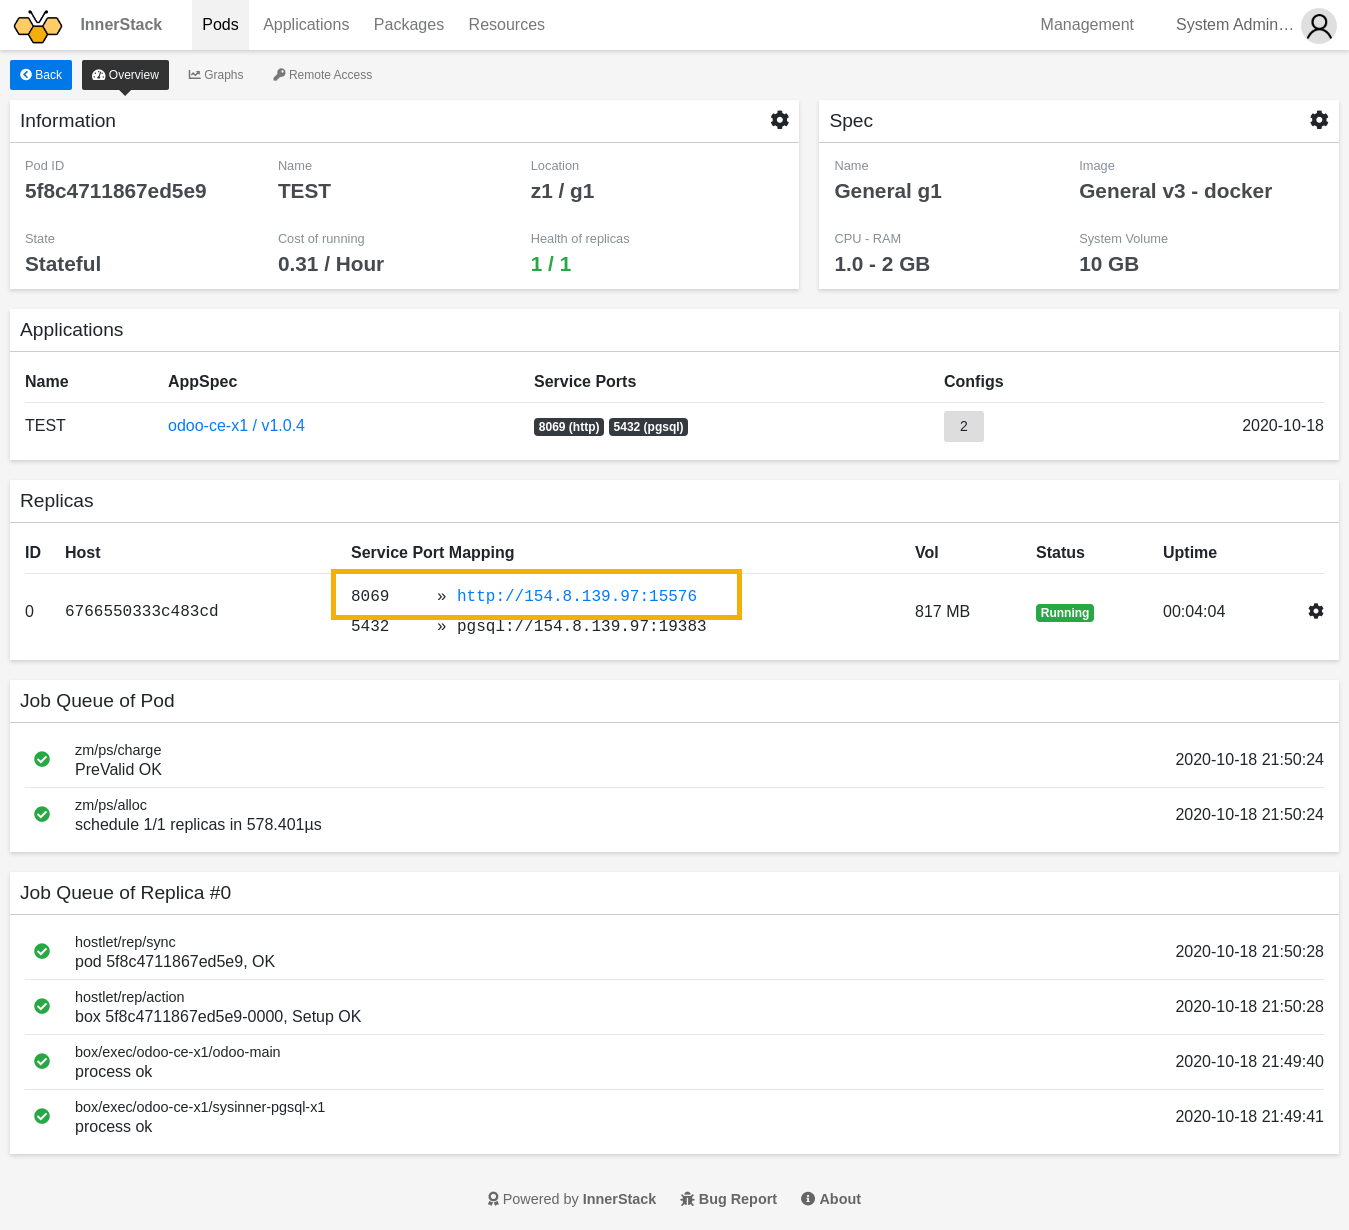 InnerStack Pods Applications Packages Resources Management System Admin…
Back Overview Graphs Remote Access
Information
Pod ID Name Location
5f8c4711867ed5e9 TEST z1 / g1
State Cost of running Health of replicas
Stateful 0.31 / Hour 1 / 1
Spec
Name Image
General g1 General v3 - docker
CPU - RAM System Volume
1.0 - 2 GB 10 GB
Applications
Name AppSpec Service Ports Configs
TEST odoo-ce-x1 / v1.0.4 8069 (http) 5432 (pgsql) 2 2020-10-18
Replicas
ID Host Service Port Mapping Vol Status Uptime
8069 » http://154.8.139.97:15576
0 6766550333c483cd 817 MB Running 00:04:04
5432 » pgsql://154.8.139.97:19383
Job Queue of Pod
zm/ps/charge
PreValid OK 2020-10-18 21:50:24
zm/ps/alloc
schedule 1/1 replicas in 578.401µs 2020-10-18 21:50:24
Job Queue of Replica #0
hostlet/rep/sync
pod 5f8c4711867ed5e9, OK 2020-10-18 21:50:28
hostlet/rep/action
box 5f8c4711867ed5e9-0000, Setup OK 2020-10-18 21:50:28
box/exec/odoo-ce-x1/odoo-main
process ok 2020-10-18 21:49:40
box/exec/odoo-ce-x1/sysinner-pgsql-x1
process ok 2020-10-18 21:49:41
Powered by InnerStack Bug Report About